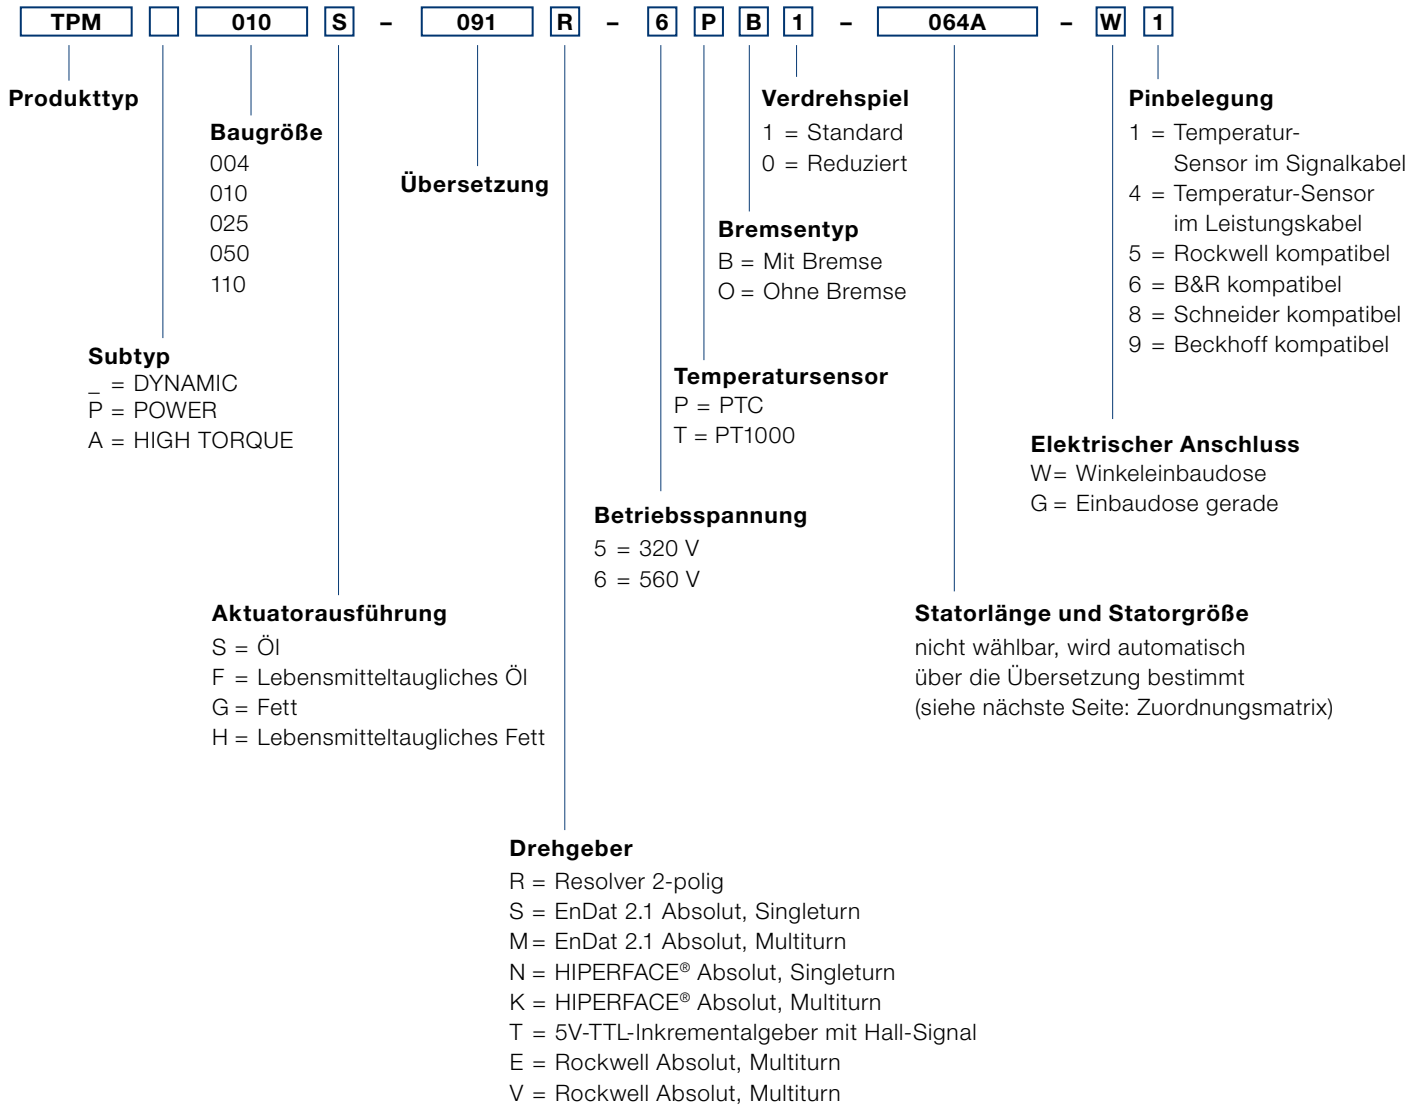 TPM 010 S – 091 R – 6 P B 1 – 064A – W 1
Produkttyp
Baugröße
004
010
025
050
110
Übersetzung
Verdrehspiel
1 = Standard
0 = Reduziert
Pinbelegung
1 = Temperatur-
Sensor im Signalkabel
4 = Temperatur-Sensor
im Leistungskabel
5 = Rockwell kompatibel
6 = B&R kompatibel
8 = Schneider kompatibel
9 = Beckhoff kompatibel
Bremsentyp
B = Mit Bremse
O = Ohne Bremse
Subtyp
_ = DYNAMIC
P = POWER
A = HIGH TORQUE
Temperatursensor
P = PTC
T = PT1000
Elektrischer Anschluss
W= Winkeleinbaudose
G = Einbaudose gerade
Betriebsspannung
5 = 320 V
6 = 560 V
Aktuatorausführung
S = Öl
F = Lebensmitteltaugliches Öl
G = Fett
H = Lebensmitteltaugliches Fett
Statorlänge und Statorgröße
nicht wählbar, wird automatisch
über die Übersetzung bestimmt
(siehe nächste Seite: Zuordnungsmatrix)
Drehgeber
R = Resolver 2-polig
S = EnDat 2.1 Absolut, Singleturn
M = EnDat 2.1 Absolut, Multiturn
N = HIPERFACE® Absolut, Singleturn
K = HIPERFACE® Absolut, Multiturn
T = 5V-TTL-Inkrementalgeber mit Hall-Signal
E = Rockwell Absolut, Multiturn
V = Rockwell Absolut, Multiturn